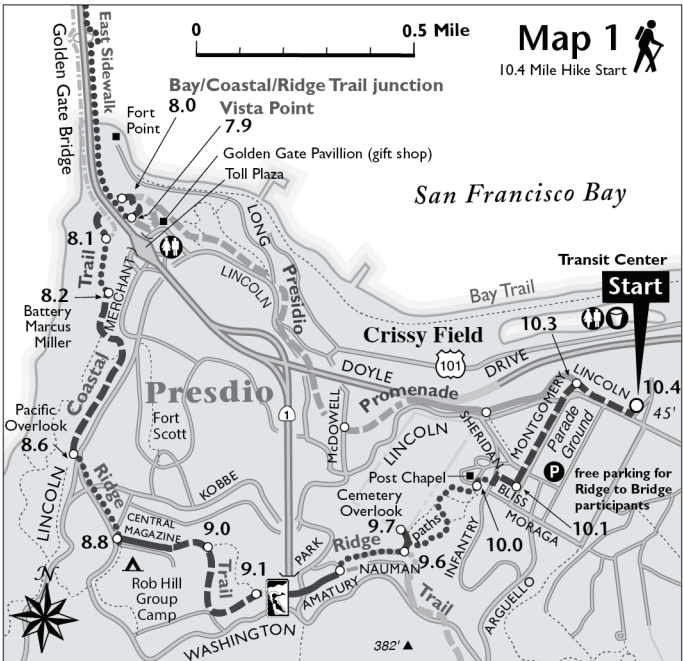 0
0.5 Mile
Map 1
10.4 Mile Hike Start
East Sidewalk
Golden Gate Bridge
Bay/Coastal/Ridge Trail junction
Vista Point
8.0
7.9
Fort
Point
Golden Gate Pavillion (gift shop)
Toll Plaza
San Francisco Bay
LONG
8.1
Trail
MERCHANT
LINCOLN
Presidio
Transit Center
Start
Bay Trail
8.2
Battery
Marcus
Miller
Crissy Field
101
10.3
LINCOLN
10.4
45'
DOYLE
DRIVE
Coastal
Presdio
Promenade
MONTGOMERY
Parade
Ground
1
McDOWELL
LINCOLN
SHERIDAN
Pacific
Overlook
8.6
Fort
Scott
P
free parking for
Ridge to Bridge
participants
LINCOLN
Ridge
KOBBE
Post Chapel
Cemetery
Overlook
BLISS
MORAGA
10.1
10.0
CENTRAL
MAGAZINE
8.8
9.0
9.7
paths
INFANTRY
PARK
Ridge
9.6
NAUMAN
Rob Hill
Group
Camp
Trail
9.1
AMATURY
Trail
ARGUELLO
N
WASHINGTON
382'